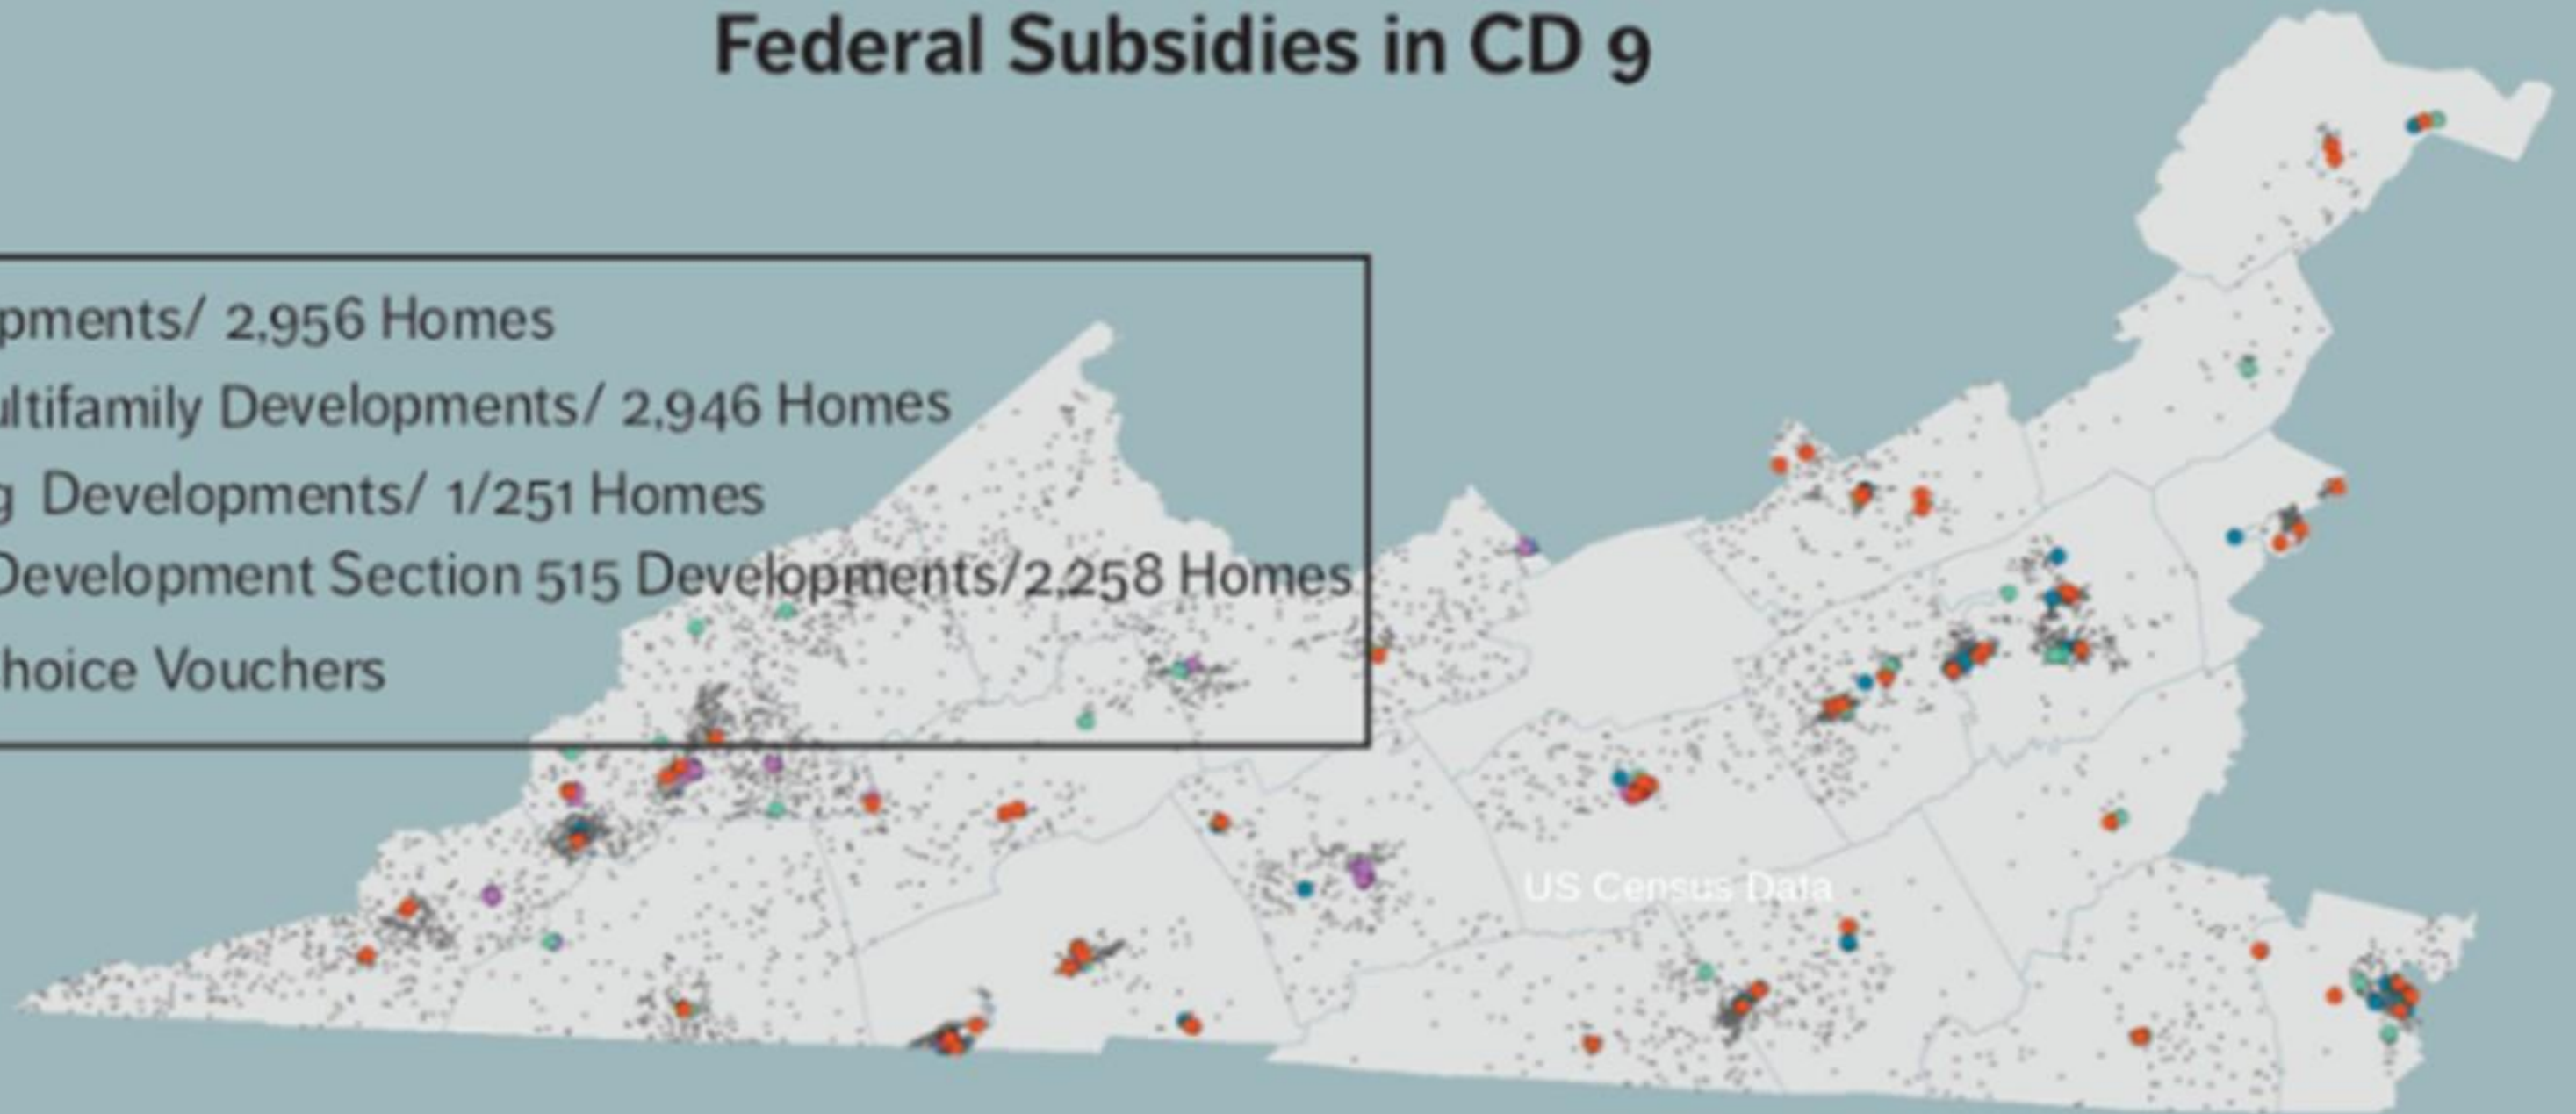 Federal Subsidies in CD 9
pments/ 2,956 Homes
ultifamily Developments/ 2,946 Homes
g Developments/ 1/251 Homes
Development Section 515 Developments/2,258 Homes
hoice Vouchers
US Census Data